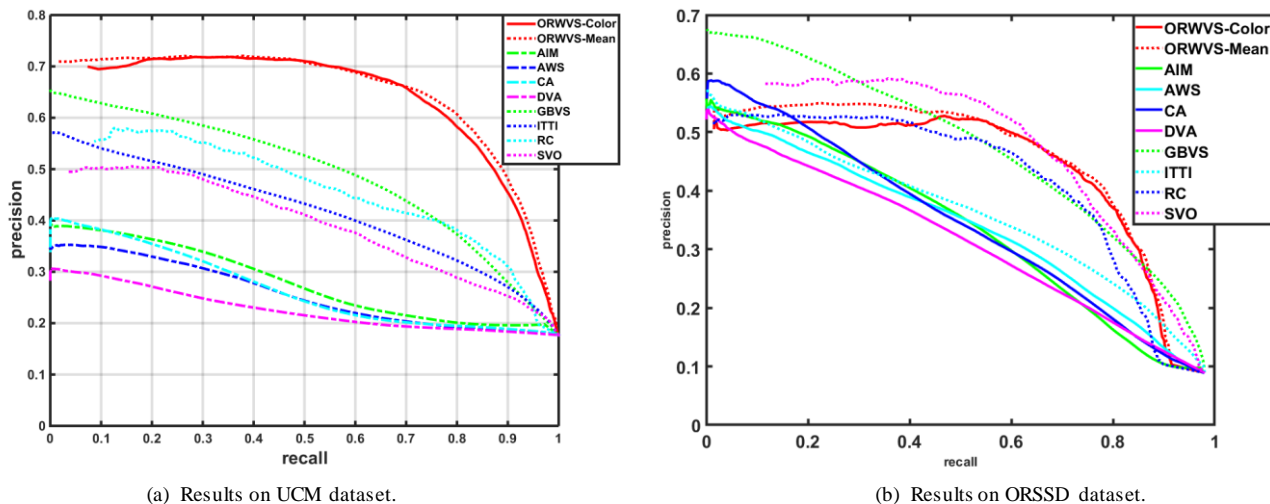 0.8
0.7
0.6
0.5
0.4
0.3
0.2
0.1
0
precision
0
0.1
0.2
0.3
0.4
0.5
0.6
0.7
0.8
0.9
1
recall
ORWVS-Color
ORWVS-Mean
AIM
AWS
CA
DVA
GBVS
ITTI
RC
SVO
(a) Results on UCM dataset.
0.7
0.6
0.5
0.4
0.3
0.2
0.1
0
precision
0
0.2
0.4
0.6
0.8
1
recall
ORWVS-Color
ORWVS-Mean
AIM
AWS
CA
DVA
GBVS
ITTI
RC
SVO
(b) Results on ORSSD dataset.